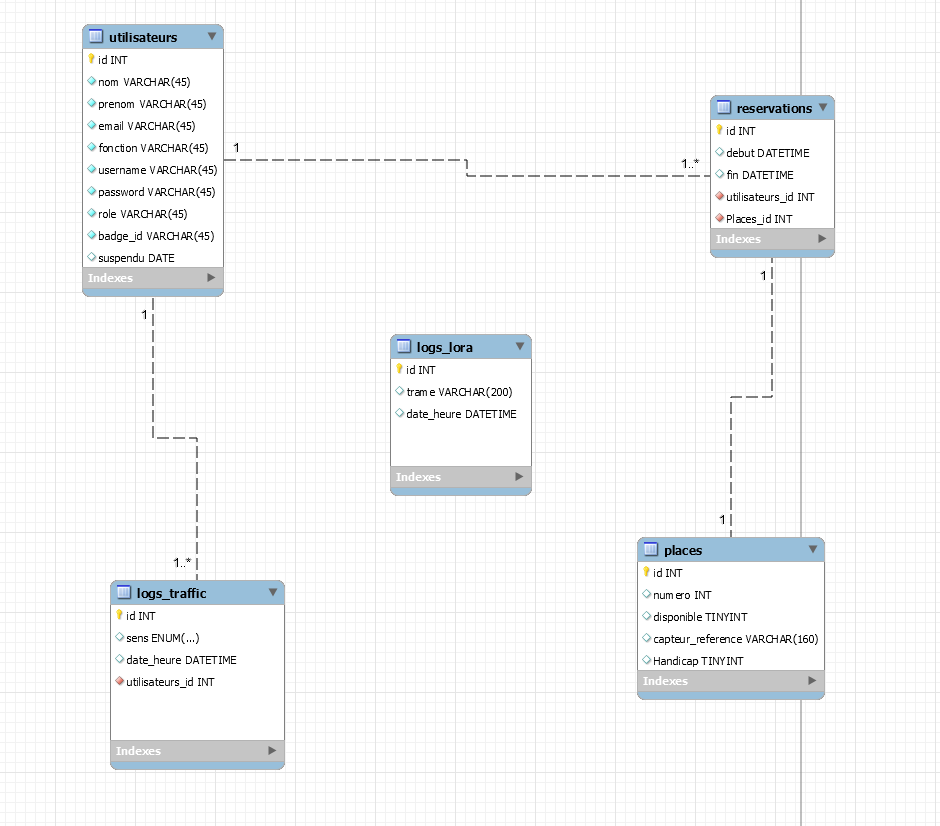 utilisateurs
id INT
nom VARCHAR(45)
prenom VARCHAR(45)
email VARCHAR(45)
fonction VARCHAR(45)
username VARCHAR(45)
password VARCHAR(45)
role VARCHAR(45)
badge_id VARCHAR(45)
suspendu DATE
Indexes
1
1..*
reservations
id INT
debut DATETIME
fin DATETIME
utilisateurs_id INT
Places_id INT
Indexes
1
1
1
1..*
logs_lora
id INT
trame VARCHAR(200)
date_heure DATETIME
Indexes
logs_traffic
id INT
sens ENUM(...)
date_heure DATETIME
utilisateurs_id INT
Indexes
places
id INT
numero INT
disponible TINYINT
capteur_reference VARCHAR(160)
Handicap TINYINT
Indexes